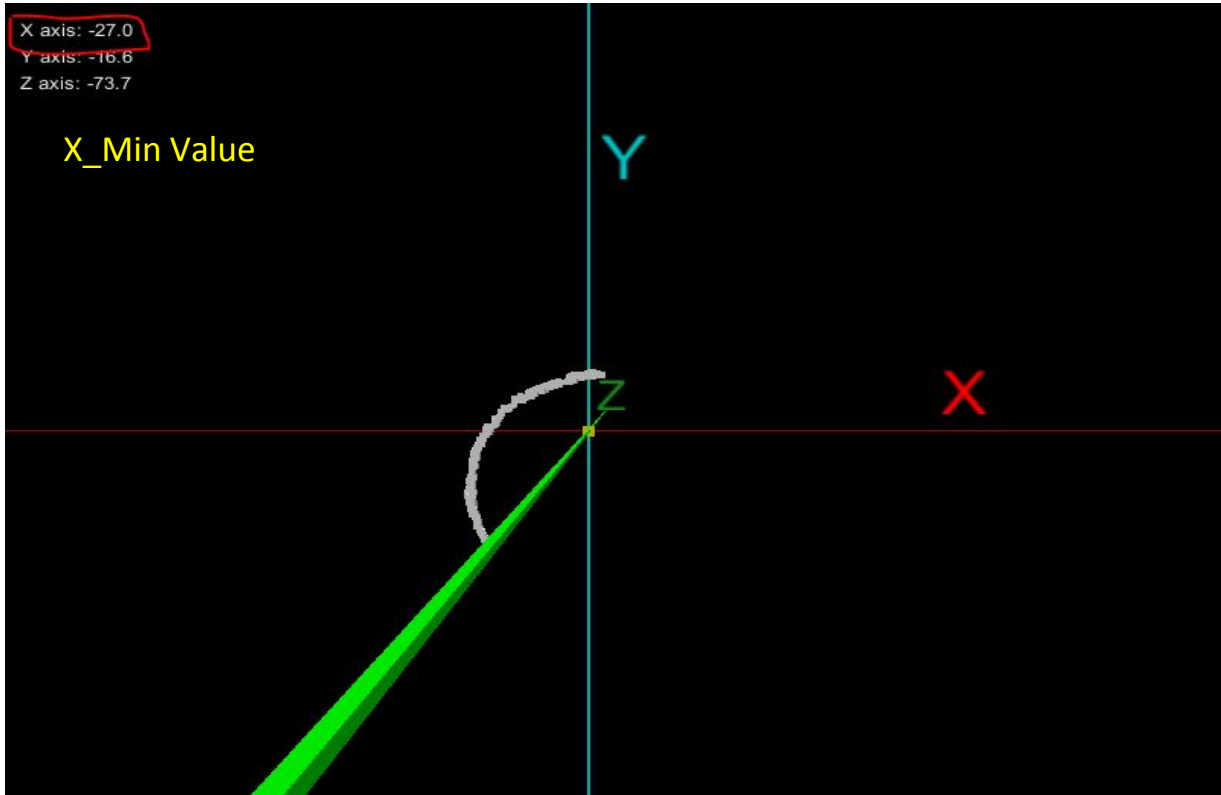 X axis: -27.0
Y axis: -16.6
Z axis: -73.7
X_Min Value
Y
Z
X